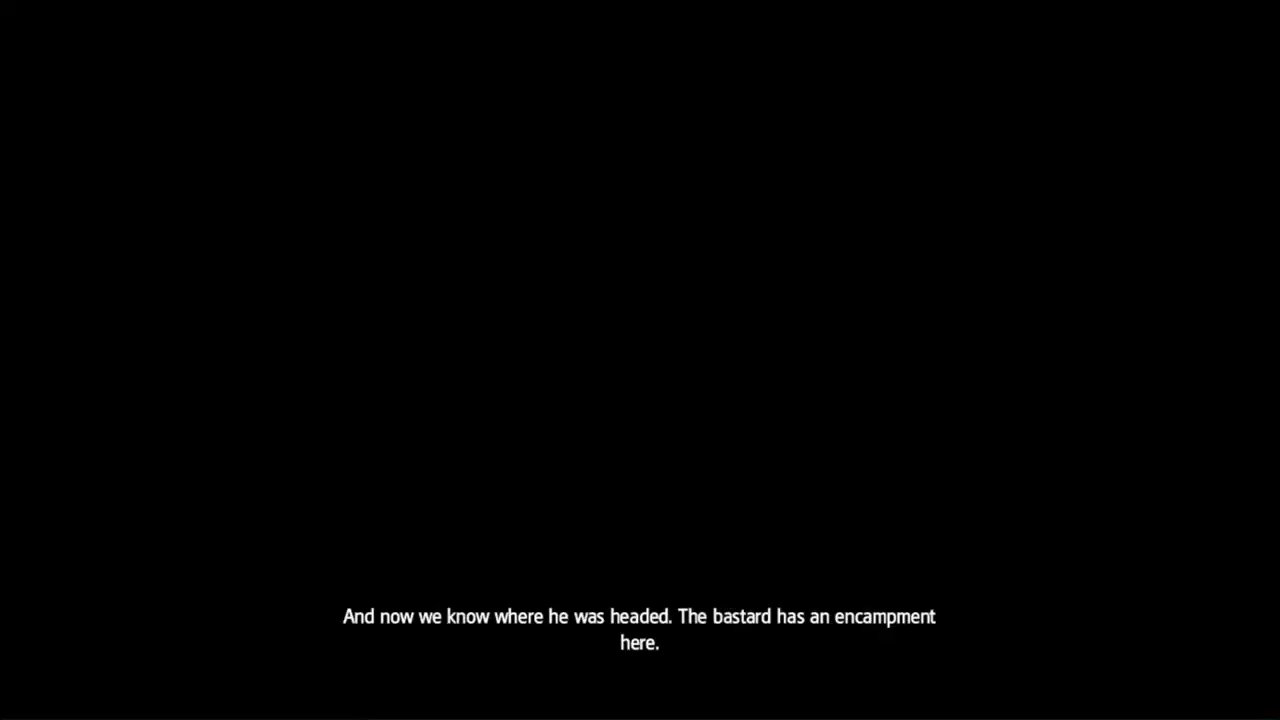 And now we know where he was headed. The bastard has an encampment
here.